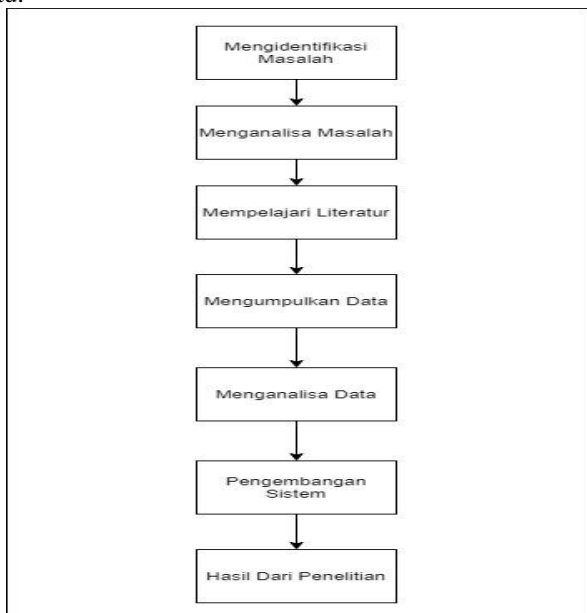 Mengidentifikasi
Masalah
Menganalisa Masalah
Mempelajari Literatur
Mengumpulkan Data
Menganalisa Data
Pengembangan
Sistem
Hasil Dari Penelitian